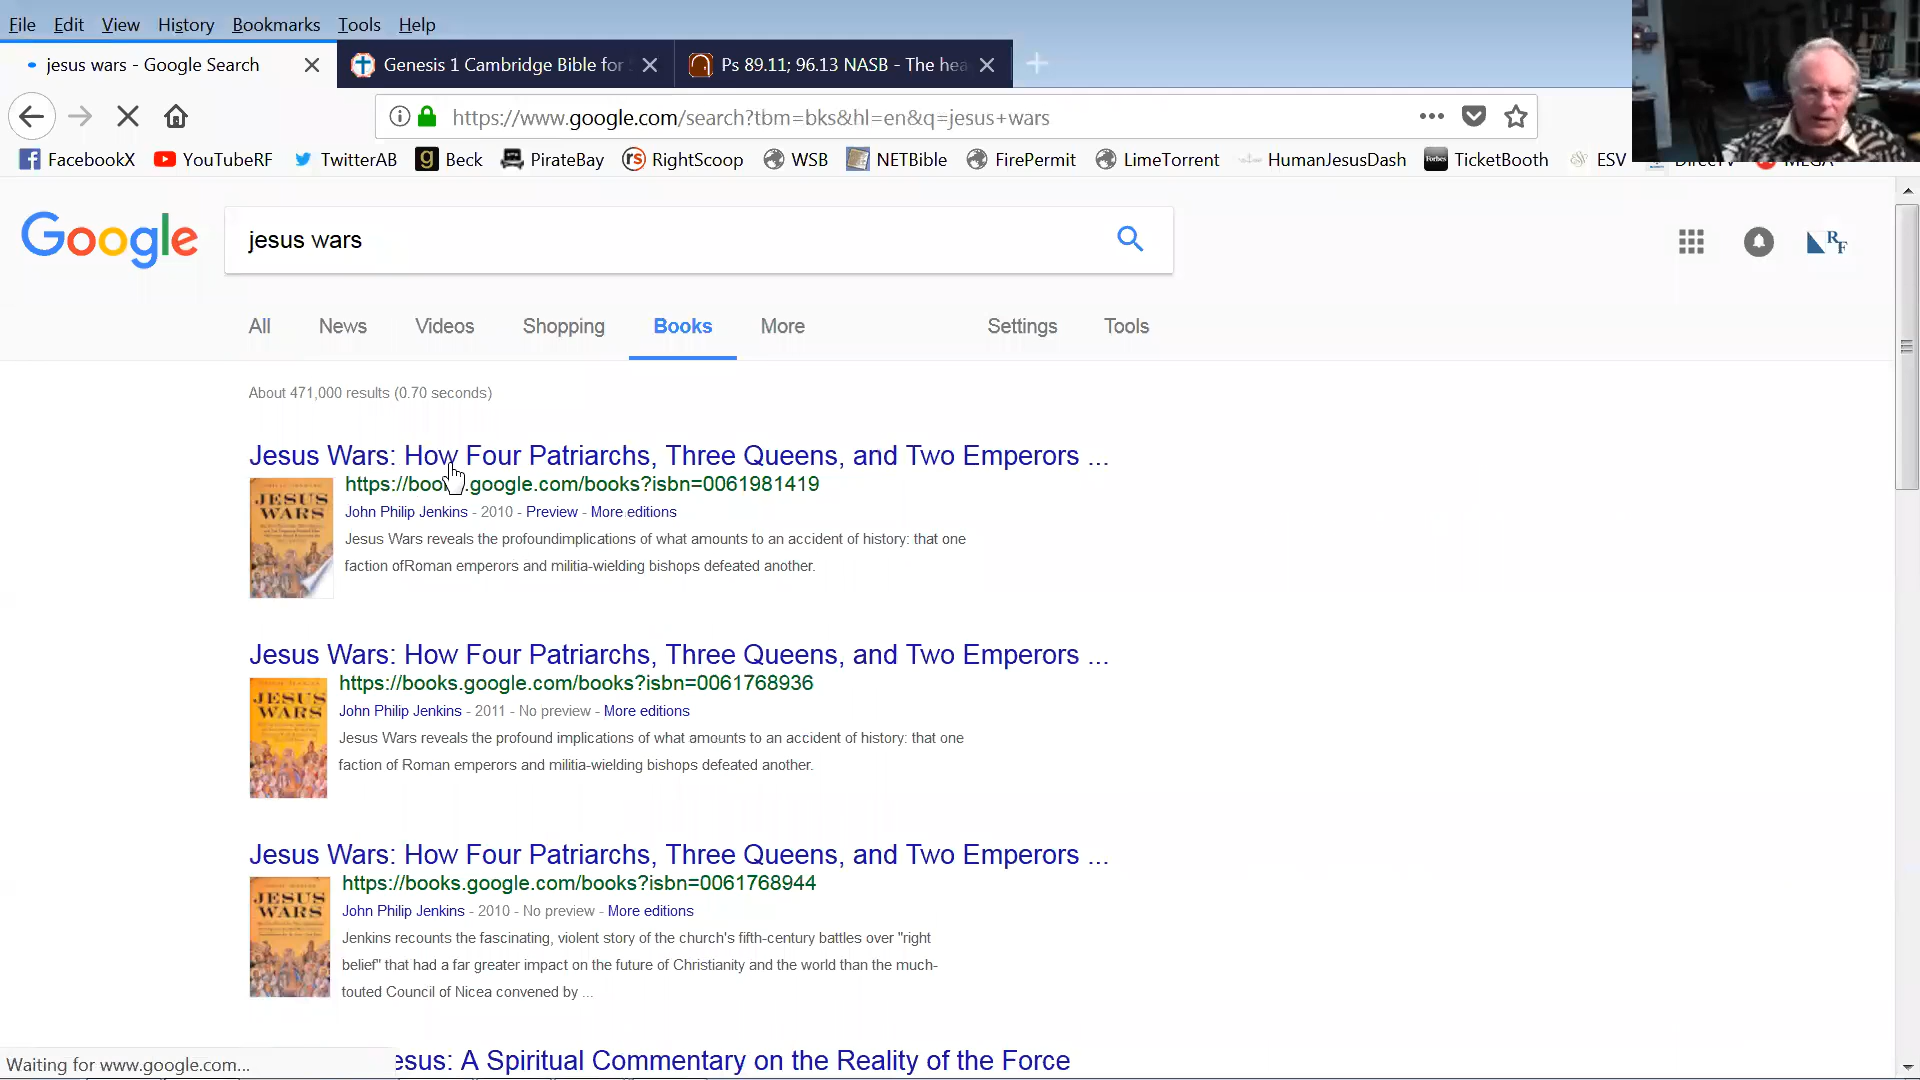 File Edit View History Bookmarks Tools Help
jesus wars - Google Search
Genesis 1 Cambridge Bible for
Ps 89.11; 96.13 NASB - The hea
https://www.google.com/search?tbm=bks&hl=en&q=jesus+wars
FacebookX YouTubeRF TwitterAB Beck PirateBay RightScoop WSB NETBible FirePermit LimeTorrent HumanJesusDash TicketBooth ESV DirecTV MEGA
Google
jesus wars
RF
All News Videos Shopping Books More Settings Tools
About 471,000 results (0.70 seconds)
Jesus Wars: How Four Patriarchs, Three Queens, and Two Emperors ...
https://books.google.com/books?isbn=0061981419
JESUS
WARS
John Philip Jenkins - 2010 - Preview - More editions
Jesus Wars reveals the profoundimplications of what amounts to an accident of history: that one
faction ofRoman emperors and militia-wielding bishops defeated another.
Jesus Wars: How Four Patriarchs, Three Queens, and Two Emperors ...
https://books.google.com/books?isbn=0061768936
JESUS
WARS
John Philip Jenkins - 2011 - No preview - More editions
Jesus Wars reveals the profound implications of what amounts to an accident of history: that one
faction of Roman emperors and militia-wielding bishops defeated another.
Jesus Wars: How Four Patriarchs, Three Queens, and Two Emperors ...
https://books.google.com/books?isbn=0061768944
JESUS
WARS
John Philip Jenkins - 2010 - No preview - More editions
Jenkins recounts the fascinating, violent story of the church's fifth-century battles over "right
belief" that had a far greater impact on the future of Christianity and the world than the much-
touted Council of Nicea convened by ...
esus: A Spiritual Commentary on the Reality of the Force
Waiting for www.google.com...